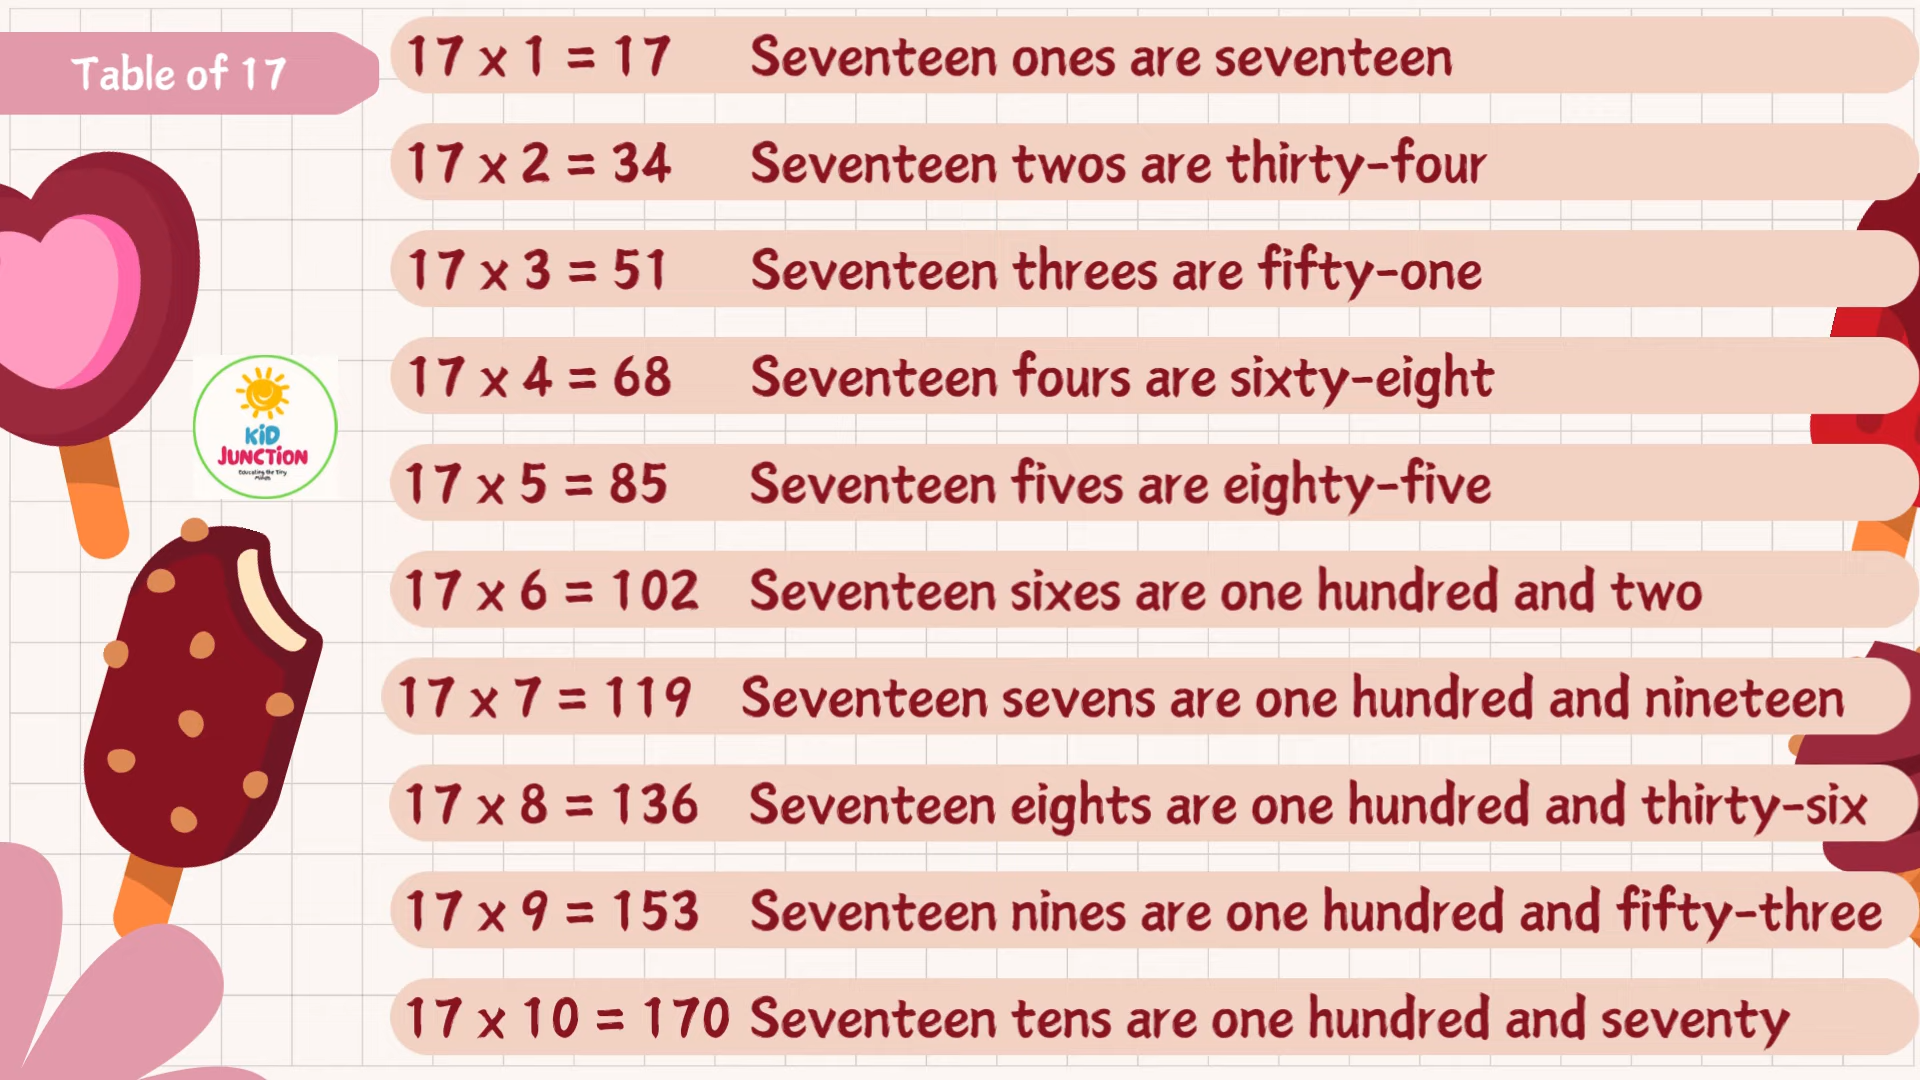 Table of 17
17 x 1 = 17 Seventeen ones are seventeen
17 x 2 = 34 Seventeen twos are thirty-four
17 x 3 = 51 Seventeen threes are fifty-one
17 x 4 = 68 Seventeen fours are sixty-eight
17 x 5 = 85 Seventeen fives are eighty-five
17 x 6 = 102 Seventeen sixes are one hundred and two
17 x 7 = 119 Seventeen sevens are one hundred and nineteen
17 x 8 = 136 Seventeen eights are one hundred and thirty-six
17 x 9 = 153 Seventeen nines are one hundred and fifty-three
17 x 10 = 170 Seventeen tens are one hundred and seventy
KiD
JUNCTION
Educating the Tiny
Minds